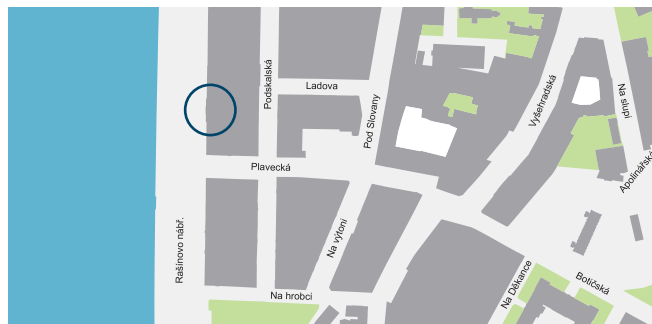 Podskalská
Ladova
Pod Slovany
Vyšehradská
Na slupi
Apolinářská
Plavecká
Rašínovo nábř.
Na výtoni
Na hrobci
Na Děkance
Botičská